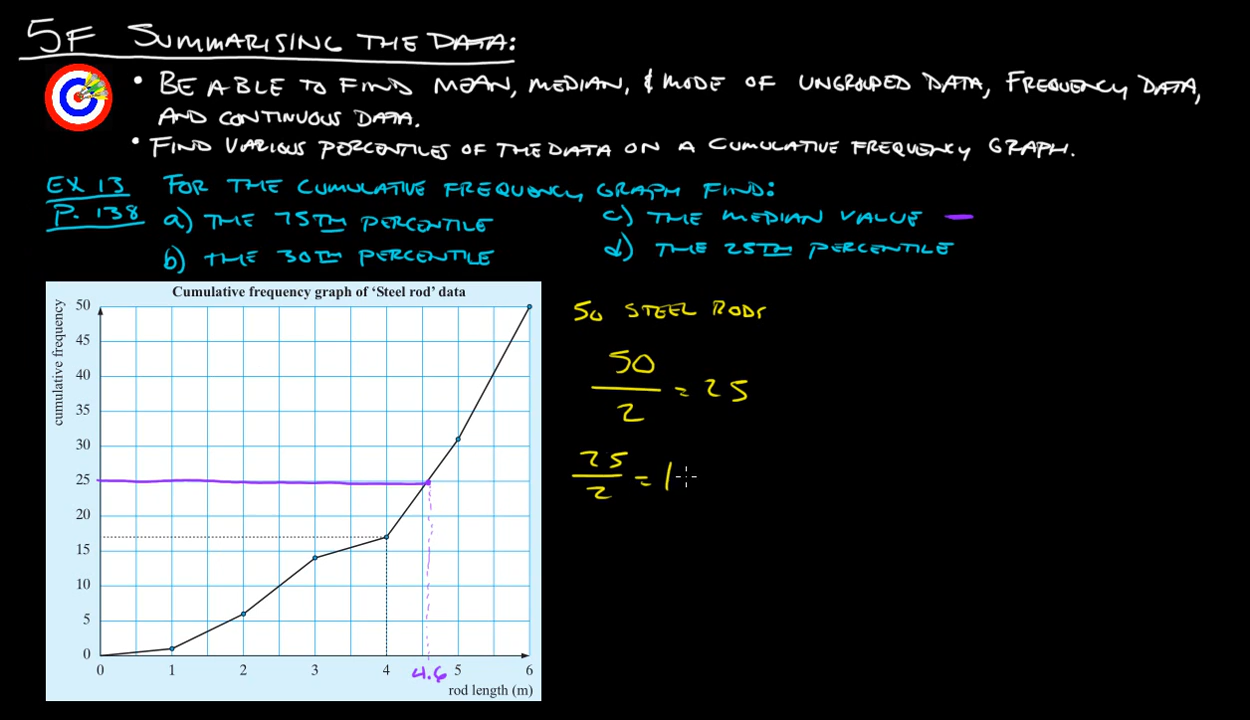 5F SUMMARISING THE DATA:
• BE ABLE TO FIND MEAN, MEDIAN, & MODE OF UNGROUPED DATA, FREQUENCY DATA,
AND CONTINUOUS DATA.
• FIND VARIOUS PERCENTILES OF THE DATA ON A CUMULATIVE FREQUENCY GRAPH.
EX 13 FOR THE CUMULATIVE FREQUENCY GRAPH FIND:
P. 138 a) THE 75TH PERCENTILE c) THE MEDIAN VALUE
b) THE 30TH PERCENTILE d) THE 25TH PERCENTILE
Cumulative frequency graph of ‘Steel rod’ data
cumulative frequency
50
45
40
35
30
25
20
15
10
5
0
0 1 2 3 4 5 6
4.6
rod length (m)
50 STEEL RODS
50/2 = 25
25/2 = 1